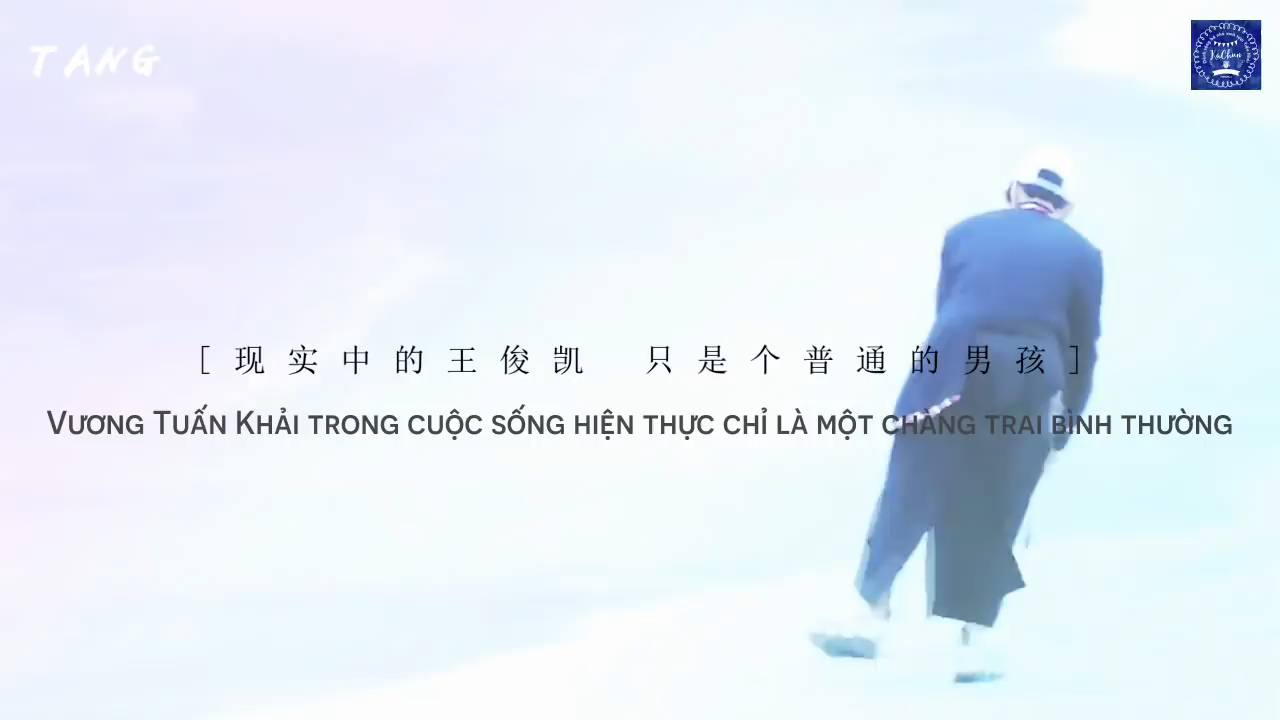 TANG
KaChun
[现实中的王俊凯 只是个普通的男孩]
Vương Tuấn Khải trong cuộc sống hiện thực chỉ là một chàng trai bình thường